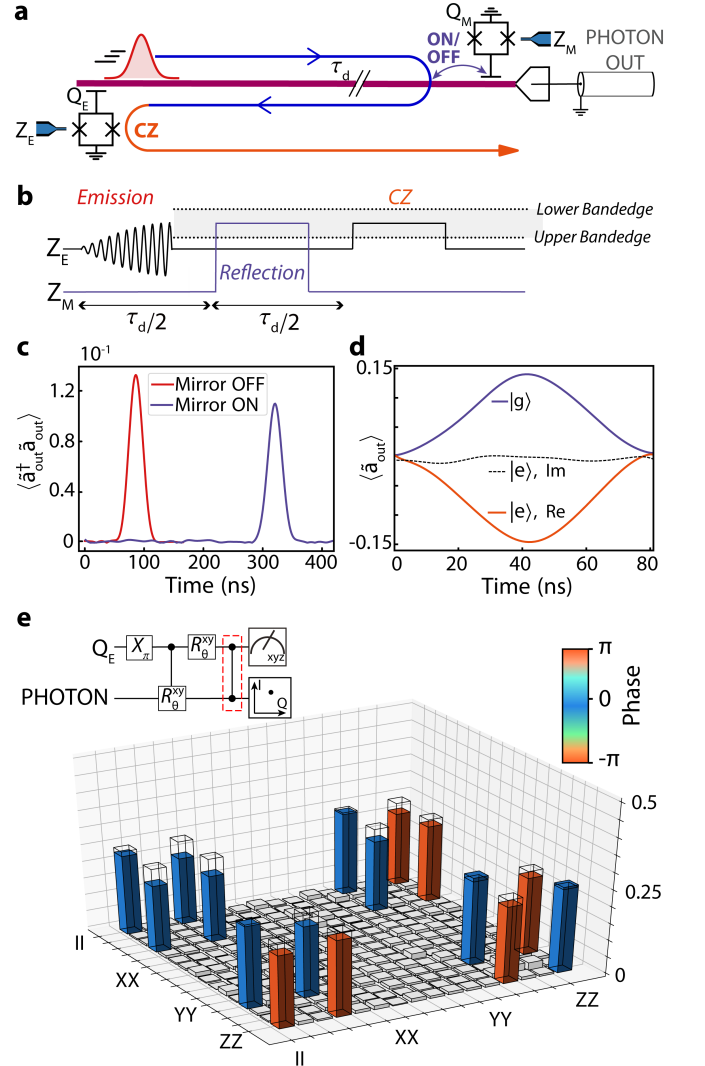 a
Q_M
ON/
OFF
Z_M
PHOTON
OUT
τ_d
Q_E
Z_E
CZ
b
Emission
CZ
Lower Bandedge
Upper Bandedge
Z_E
Reflection
Z_M
τ_d/2
τ_d/2
c
10⁻¹
Mirror OFF
Mirror ON
1.2
0.8
0.4
0
⟨ã†_out ã_out⟩
0 100 200 300 400
Time (ns)
d
0.15
-0.15
⟨ã_out⟩
|g⟩
|e⟩, Im
|e⟩, Re
0 20 40 60 80
Time (ns)
e
Q_E
X_π
R_θ^xy
xyz
PHOTON
R_θ^xy
I
Q
π
0
-π
Phase
0.5
0.25
0
II
XX
YY
ZZ
II
XX
YY
ZZ